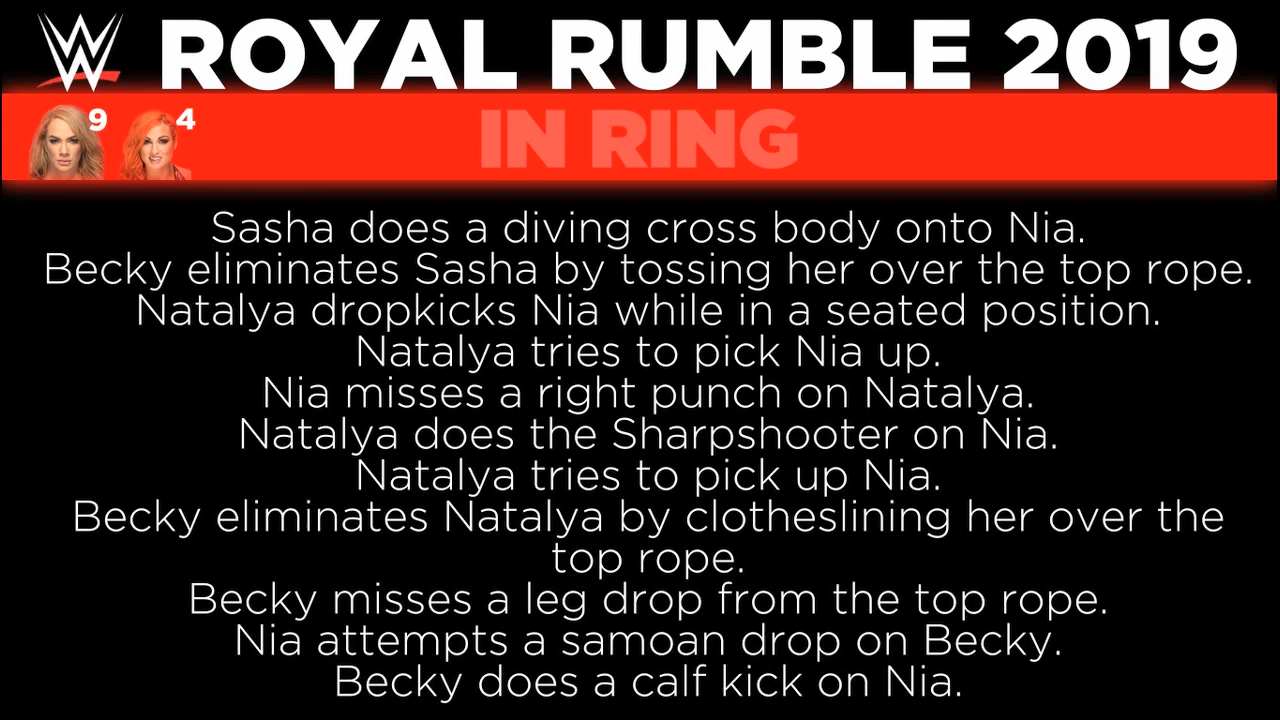 W ROYAL RUMBLE 2019
9 4 IN RING
Sasha does a diving cross body onto Nia.
Becky eliminates Sasha by tossing her over the top rope.
Natalya dropkicks Nia while in a seated position.
Natalya tries to pick Nia up.
Nia misses a right punch on Natalya.
Natalya does the Sharpshooter on Nia.
Natalya tries to pick up Nia.
Becky eliminates Natalya by clotheslining her over the
top rope.
Becky misses a leg drop from the top rope.
Nia attempts a samoan drop on Becky.
Becky does a calf kick on Nia.